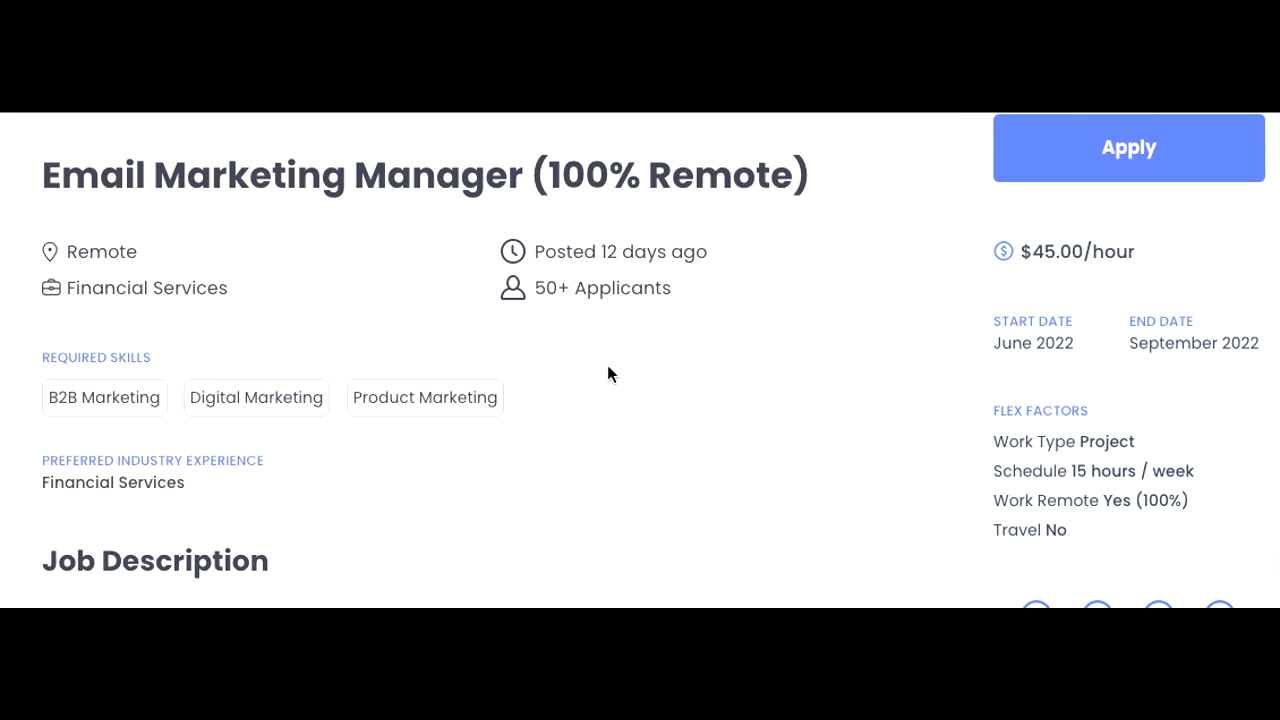 Apply
Email Marketing Manager (100% Remote)
Remote
Posted 12 days ago
$45.00/hour
Financial Services
50+ Applicants
START DATE
END DATE
June 2022
September 2022
REQUIRED SKILLS
B2B Marketing
Digital Marketing
Product Marketing
FLEX FACTORS
Work Type Project
PREFERRED INDUSTRY EXPERIENCE
Schedule 15 hours / week
Financial Services
Work Remote Yes (100%)
Travel No
Job Description